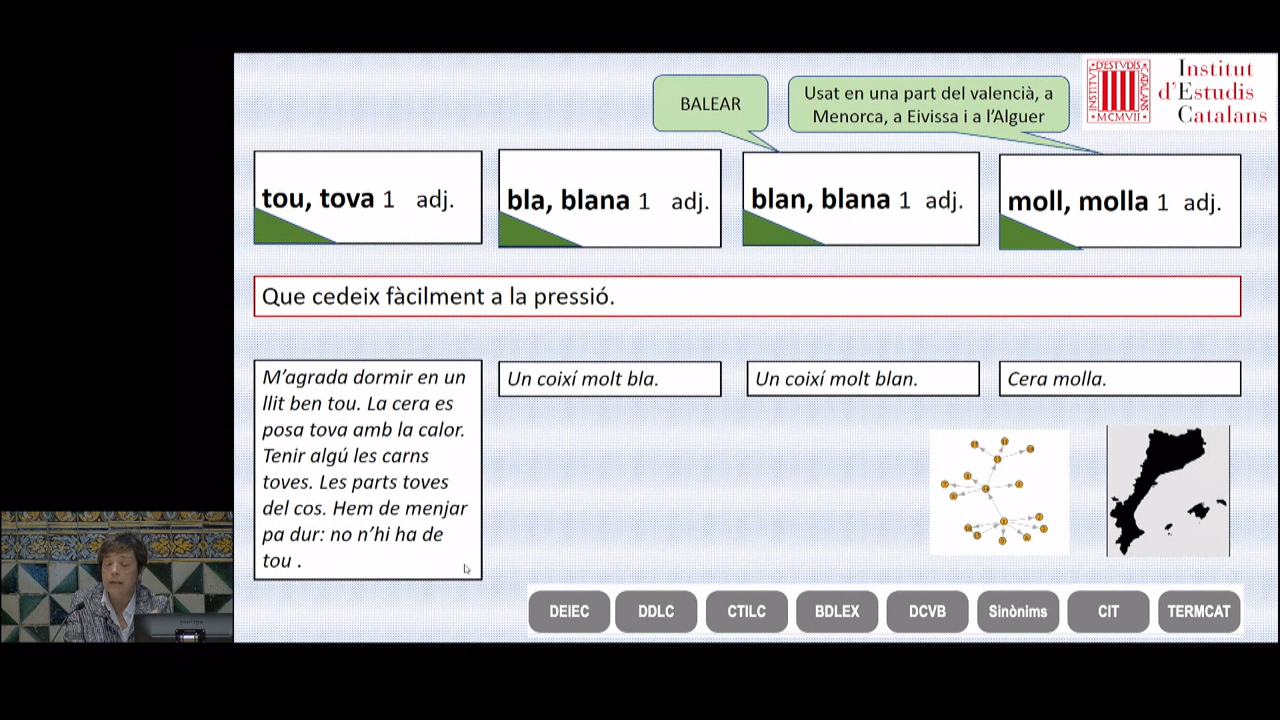 BALEAR
Usat en una part del valencià, a
Menorca, a Eivissa i a l'Alguer
INSTITVT
D'ESTVDIS
CATALANS
MCMVII
Institut
d'Estudis
Catalans
tou, tova 1 adj.
bla, blana 1 adj.
blan, blana 1 adj.
moll, molla 1 adj.
Que cedeix fàcilment a la pressió.
M'agrada dormir en un
llit ben tou. La cera es
posa tova amb la calor.
Tenir algú les carns
toves. Les parts toves
del cos. Hem de menjar
pa dur: no n'hi ha de
tou .
Un coixí molt bla.
Un coixí molt blan.
Cera molla.
DEIEC
DDLC
CTILC
BDLEX
DCVB
Sinònims
CIT
TERMCAT